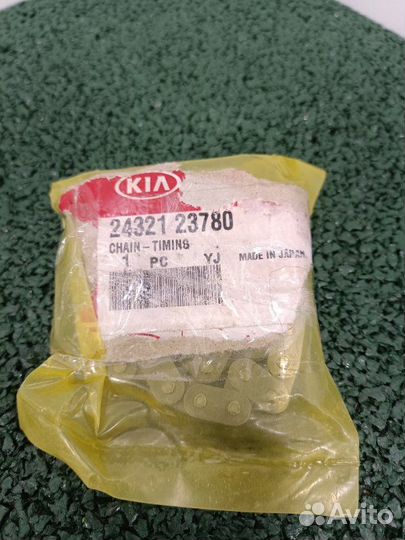 KIA
24321 23780
CHAIN-TIMING
1 PC YJ MADE IN JAPAN
Avito